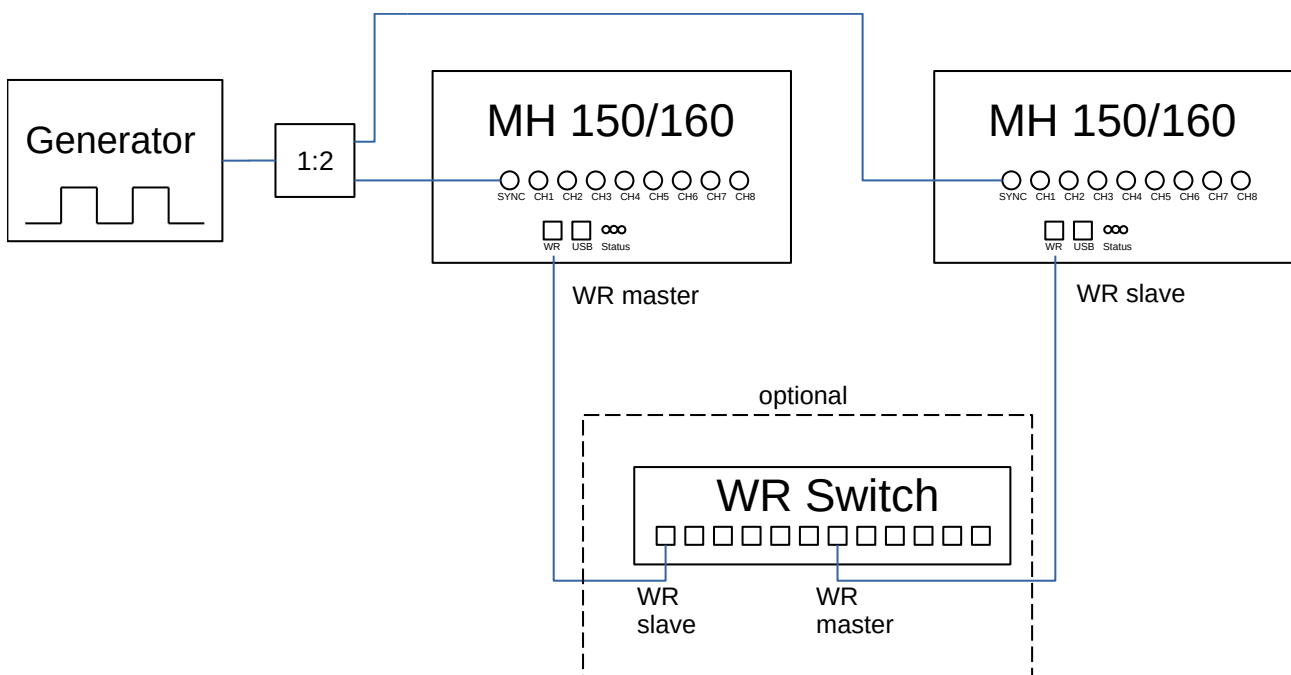 Generator
1:2
MH 150/160
SYNC CH1 CH2 CH3 CH4 CH5 CH6 CH7 CH8
WR USB Status
WR master
MH 150/160
SYNC CH1 CH2 CH3 CH4 CH5 CH6 CH7 CH8
WR USB Status
WR slave
optional
WR Switch
WR
slave
WR
master